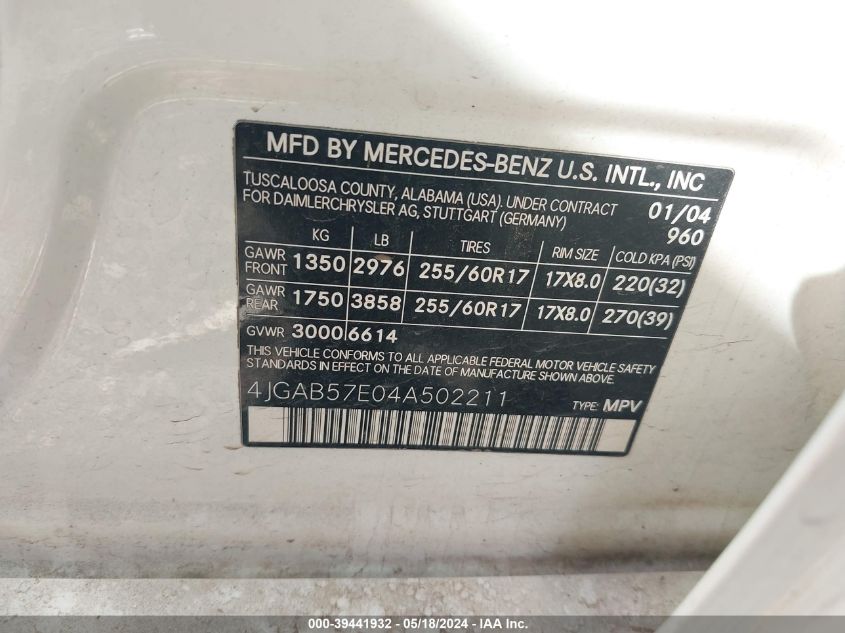 MFD BY MERCEDES-BENZ U.S. INTL., INC
TUSCALOOSA COUNTY, ALABAMA (USA). UNDER CONTRACT 01/04
FOR DAIMLERCHRYSLER AG, STUTTGART (GERMANY) 960
KG LB TIRES RIM SIZE COLD KPA (PSI)
GAWR FRONT 1350 2976 255/60R17 17X8.0 220(32)
GAWR REAR 1750 3858 255/60R17 17X8.0 270(39)
GVWR 3000 6614
THIS VEHICLE CONFORMS TO ALL APPLICABLE FEDERAL MOTOR VEHICLE SAFETY
STANDARDS IN EFFECT ON THE DATE OF MANUFACTURE SHOWN ABOVE.
4JGAB57E04A502211 TYPE: MPV
000-39441932 - 05/18/2024 - IAA Inc.